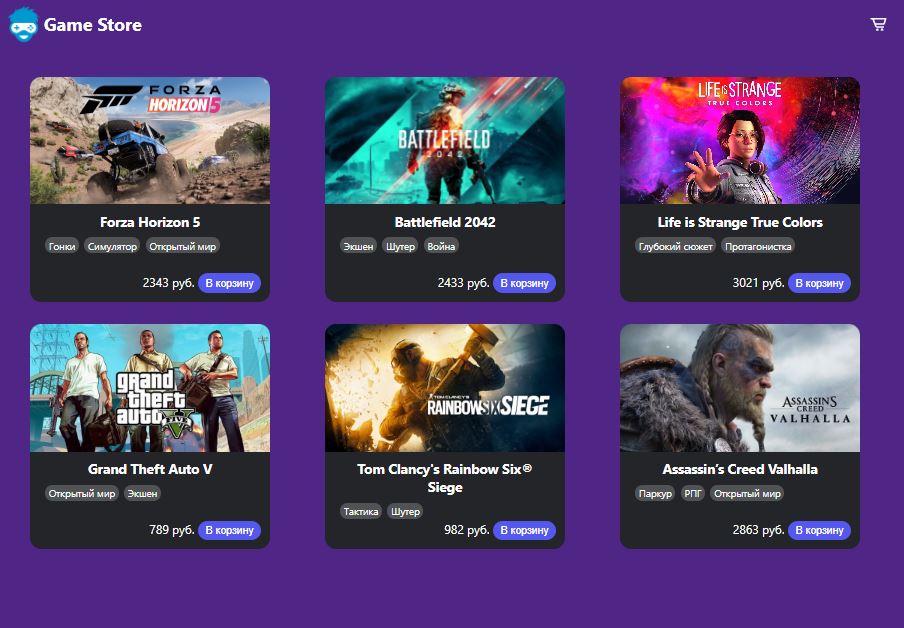 Game Store
FORZA
HORIZON 5
Forza Horizon 5
Гонки Симулятор Открытый мир
2343 руб. В корзину
BATTLEFIELD
2042
Battlefield 2042
Экшен Шутер Война
2433 руб. В корзину
LIFE IS STRANGE
TRUE COLORS
Life is Strange True Colors
Глубокий сюжет Протагонистка
3021 руб. В корзину
grand
theft
auto V
FIVE
Grand Theft Auto V
Открытый мир Экшен
789 руб. В корзину
TOM CLANCY'S
RAINBOW SIX SIEGE
Tom Clancy's Rainbow Six®
Siege
Тактика Шутер
982 руб. В корзину
ASSASSIN'S
CREED
VALHALLA
Assassin’s Creed Valhalla
Паркур РПГ Открытый мир
2863 руб. В корзину